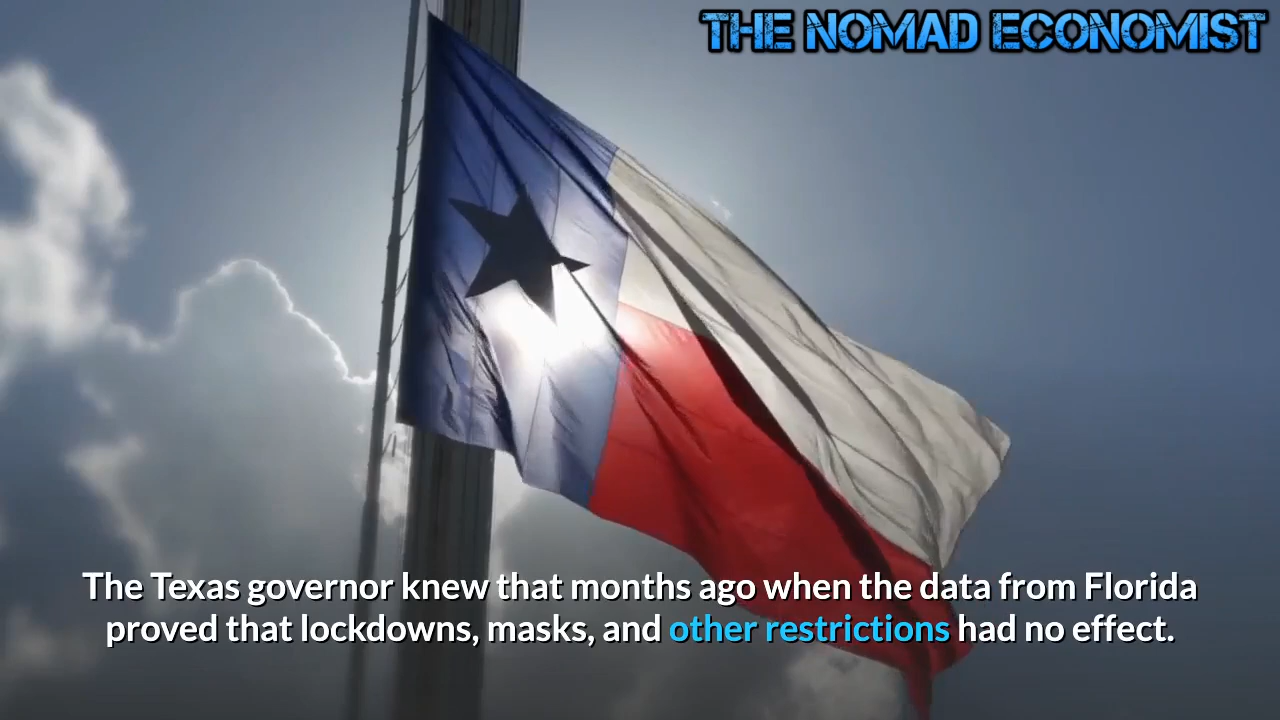 THE NOMAD ECONOMIST
The Texas governor knew that months ago when the data from Florida
proved that lockdowns, masks, and other restrictions had no effect.